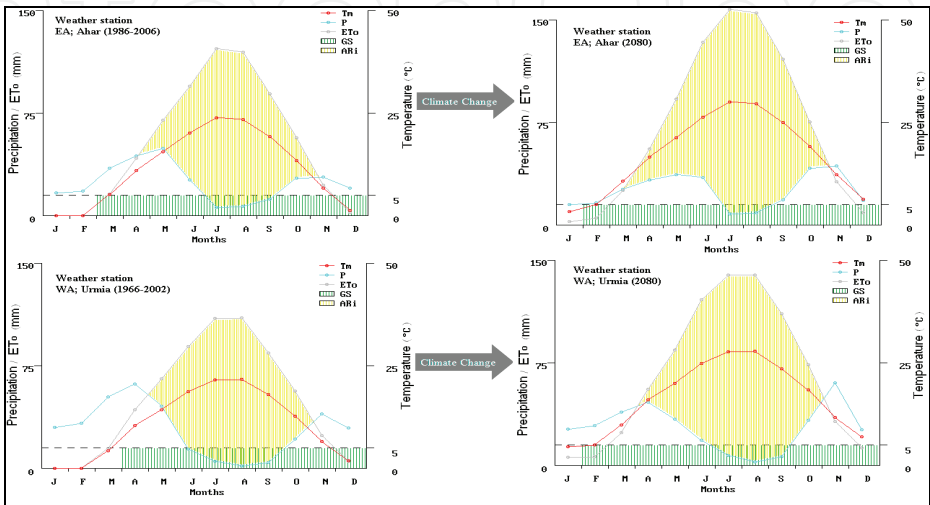 Weather station
EA; Ahar (1986-2006)
Tm
P
ETo
GS
ARi
Precipitation / ETo (mm)
150
75
0
Temperature (°C)
50
25
5
0
J F M A M J J A S O N D
Months
Climate Change
Weather station
EA; Ahar (2080)
Tm
P
ETo
GS
ARi
Precipitation / ETo (mm)
150
75
0
Temperature (°C)
50
25
5
0
J F M A M J J A S O N D
Months
Weather station
WA; Urmia (1966-2002)
Tm
P
ETo
GS
ARi
Precipitation / ETo (mm)
150
75
0
Temperature (°C)
50
25
5
0
J F M A M J J A S O N D
Months
Climate Change
Weather station
WA; Urmia (2080)
Tm
P
ETo
GS
ARi
Precipitation / ETo (mm)
150
75
0
Temperature (°C)
50
25
5
0
J F M A M J J A S O N D
Months